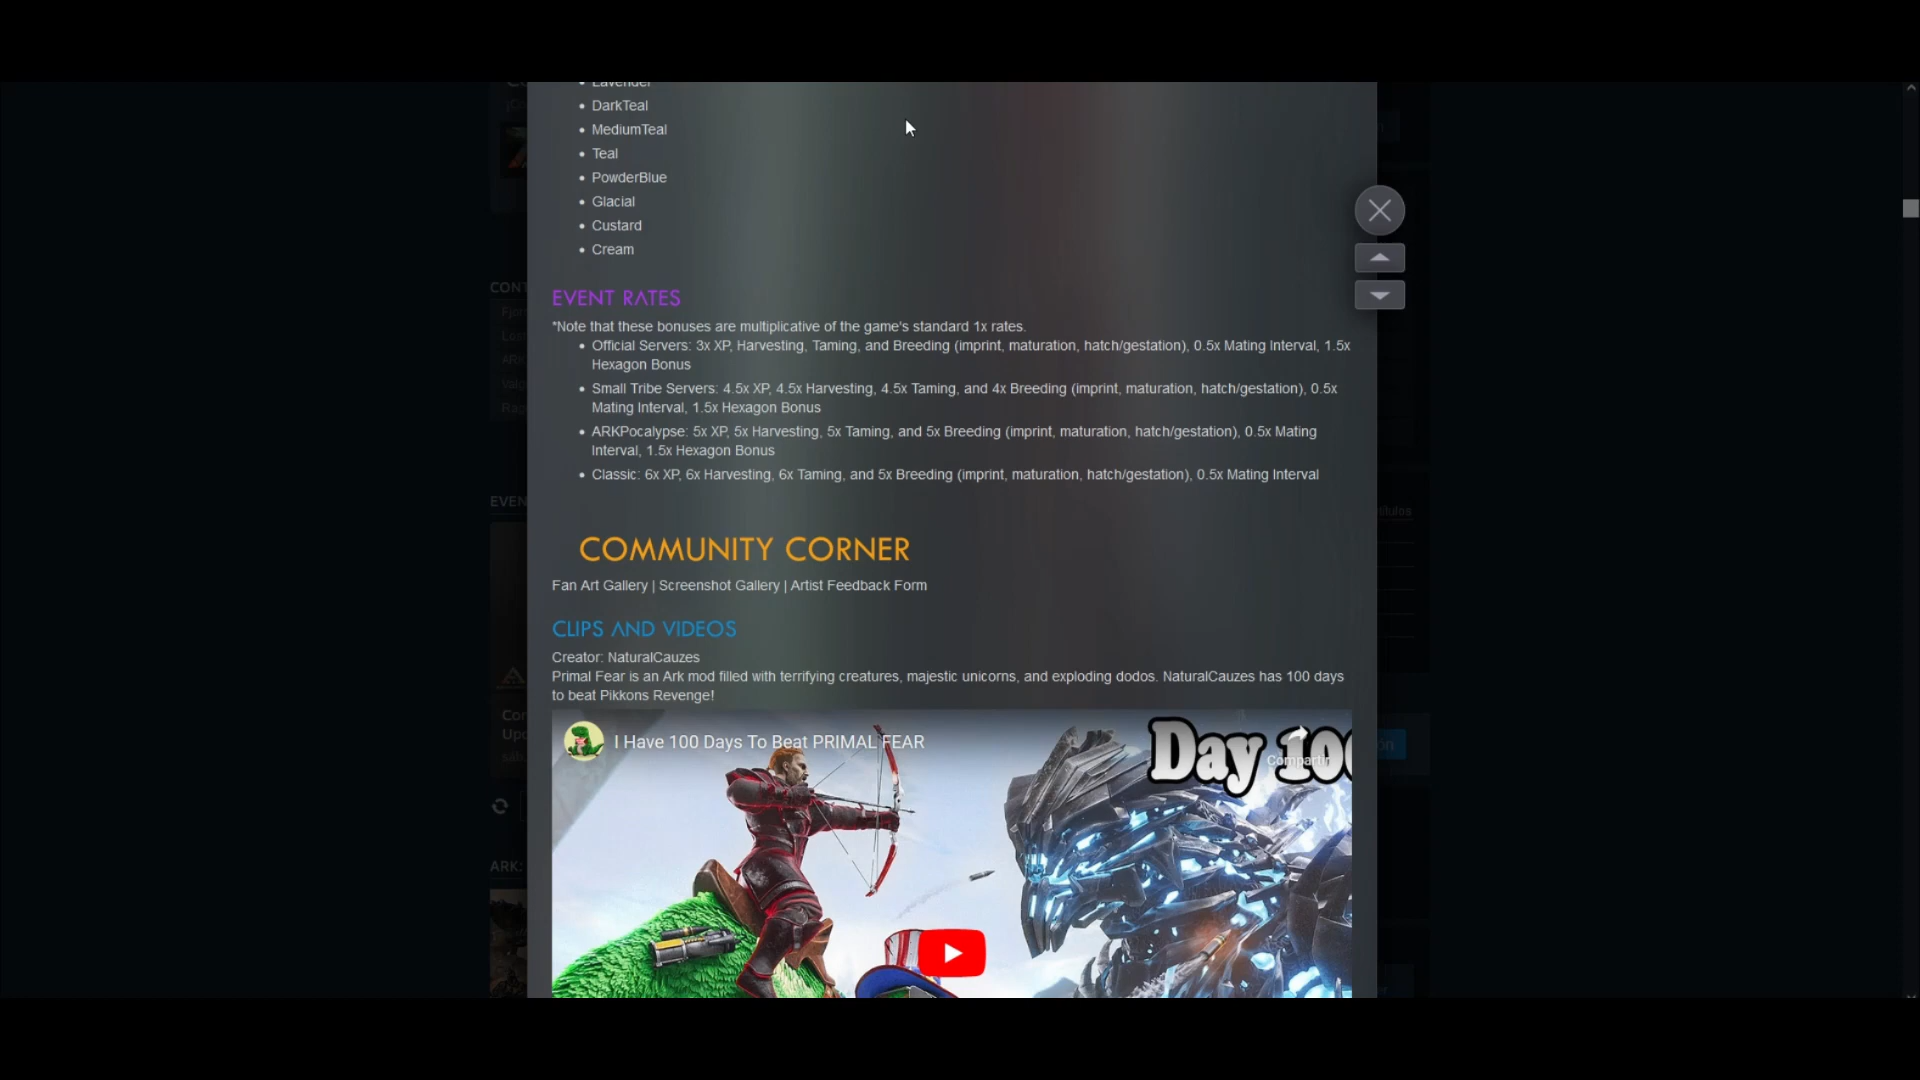 Lavender
DarkTeal
MediumTeal
Teal
PowderBlue
Glacial
Custard
Cream
EVENT RATES
*Note that these bonuses are multiplicative of the game's standard 1x rates.
Official Servers: 3x XP, Harvesting, Taming, and Breeding (imprint, maturation, hatch/gestation), 0.5x Mating Interval, 1.5x
Hexagon Bonus
Small Tribe Servers: 4.5x XP, 4.5x Harvesting, 4.5x Taming, and 4x Breeding (imprint, maturation, hatch/gestation), 0.5x
Mating Interval, 1.5x Hexagon Bonus
ARKPocalypse: 5x XP, 5x Harvesting, 5x Taming, and 5x Breeding (imprint, maturation, hatch/gestation), 0.5x Mating
Interval, 1.5x Hexagon Bonus
Classic: 6x XP, 6x Harvesting, 6x Taming, and 5x Breeding (imprint, maturation, hatch/gestation), 0.5x Mating Interval
COMMUNITY CORNER
Fan Art Gallery | Screenshot Gallery | Artist Feedback Form
CLIPS AND VIDEOS
Creator: NaturalCauzes
Primal Fear is an Ark mod filled with terrifying creatures, majestic unicorns, and exploding dodos. NaturalCauzes has 100 days
to beat Pikkons Revenge!
I Have 100 Days To Beat PRIMAL FEAR
Day 100
Compartir
CONT
EVEN
ARK: